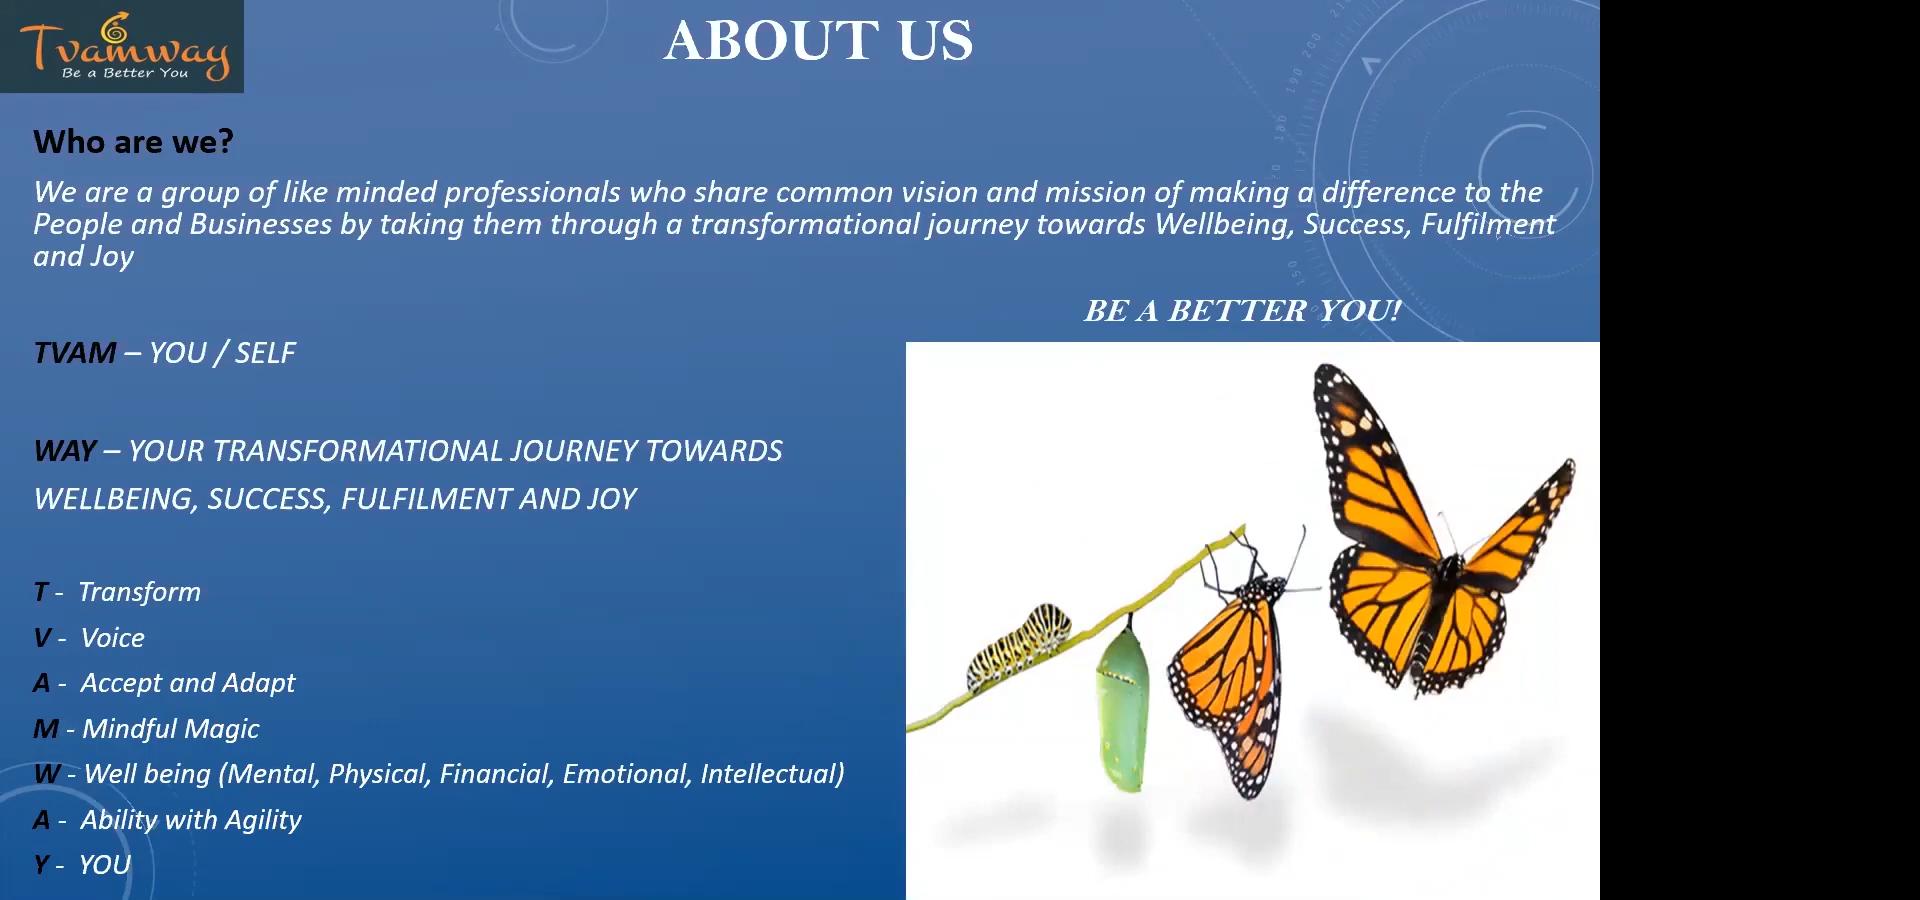 Tvamway
Be a Better You
ABOUT US
Who are we?
We are a group of like minded professionals who share common vision and mission of making a difference to the
People and Businesses by taking them through a transformational journey towards Wellbeing, Success, Fulfilment
and Joy
BE A BETTER YOU!
TVAM – YOU / SELF
WAY – YOUR TRANSFORMATIONAL JOURNEY TOWARDS
WELLBEING, SUCCESS, FULFILMENT AND JOY
T - Transform
V - Voice
A - Accept and Adapt
M - Mindful Magic
W - Well being (Mental, Physical, Financial, Emotional, Intellectual)
A - Ability with Agility
Y - YOU